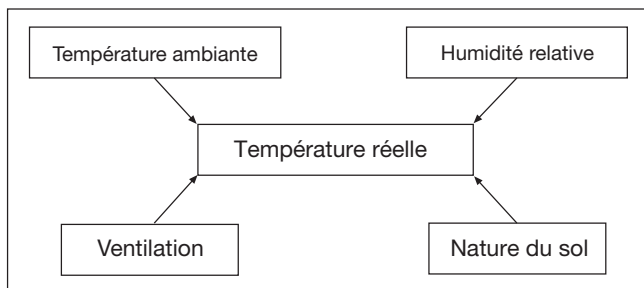 Température ambiante
Humidité relative
Température réelle
Ventilation
Nature du sol